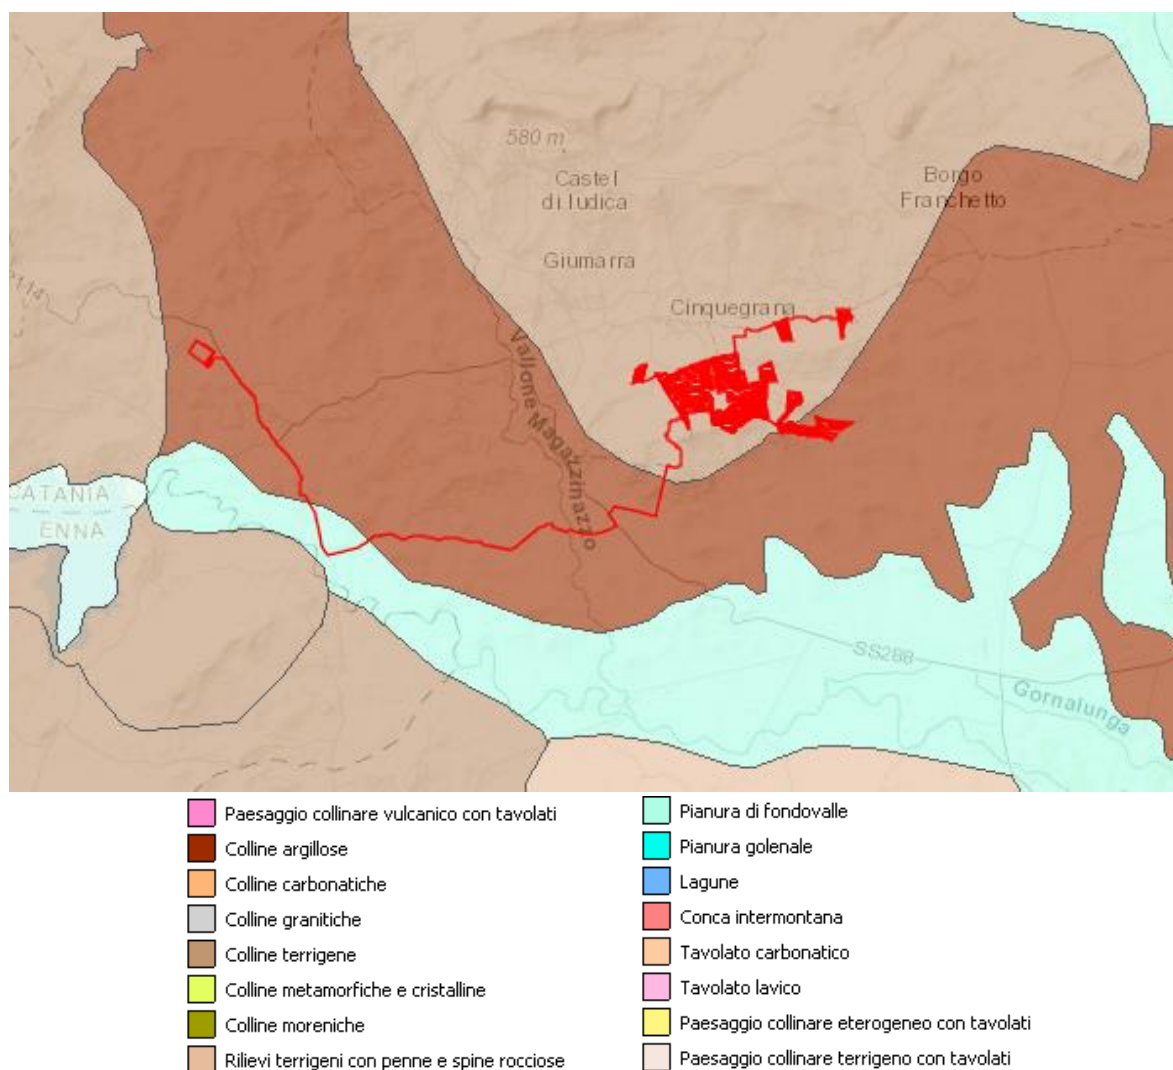 580 m
Castel
di Iudica
Borgo
Franchetto
Giumarra
114
Cinquegrana
Vallone Magazzinazzo
CATANIA
ENNA
SS288
Gornalunga
Paesaggio collinare vulcanico con tavolati
Colline argillose
Colline carbonatiche
Colline granitiche
Colline terrigene
Colline metamorfiche e cristalline
Colline moreniche
Rilievi terrigeni con penne e spine rocciose
Pianura di fondovalle
Pianura golenale
Lagune
Conca intermontana
Tavolato carbonatico
Tavolato lavico
Paesaggio collinare eterogeneo con tavolati
Paesaggio collinare terrigeno con tavolati